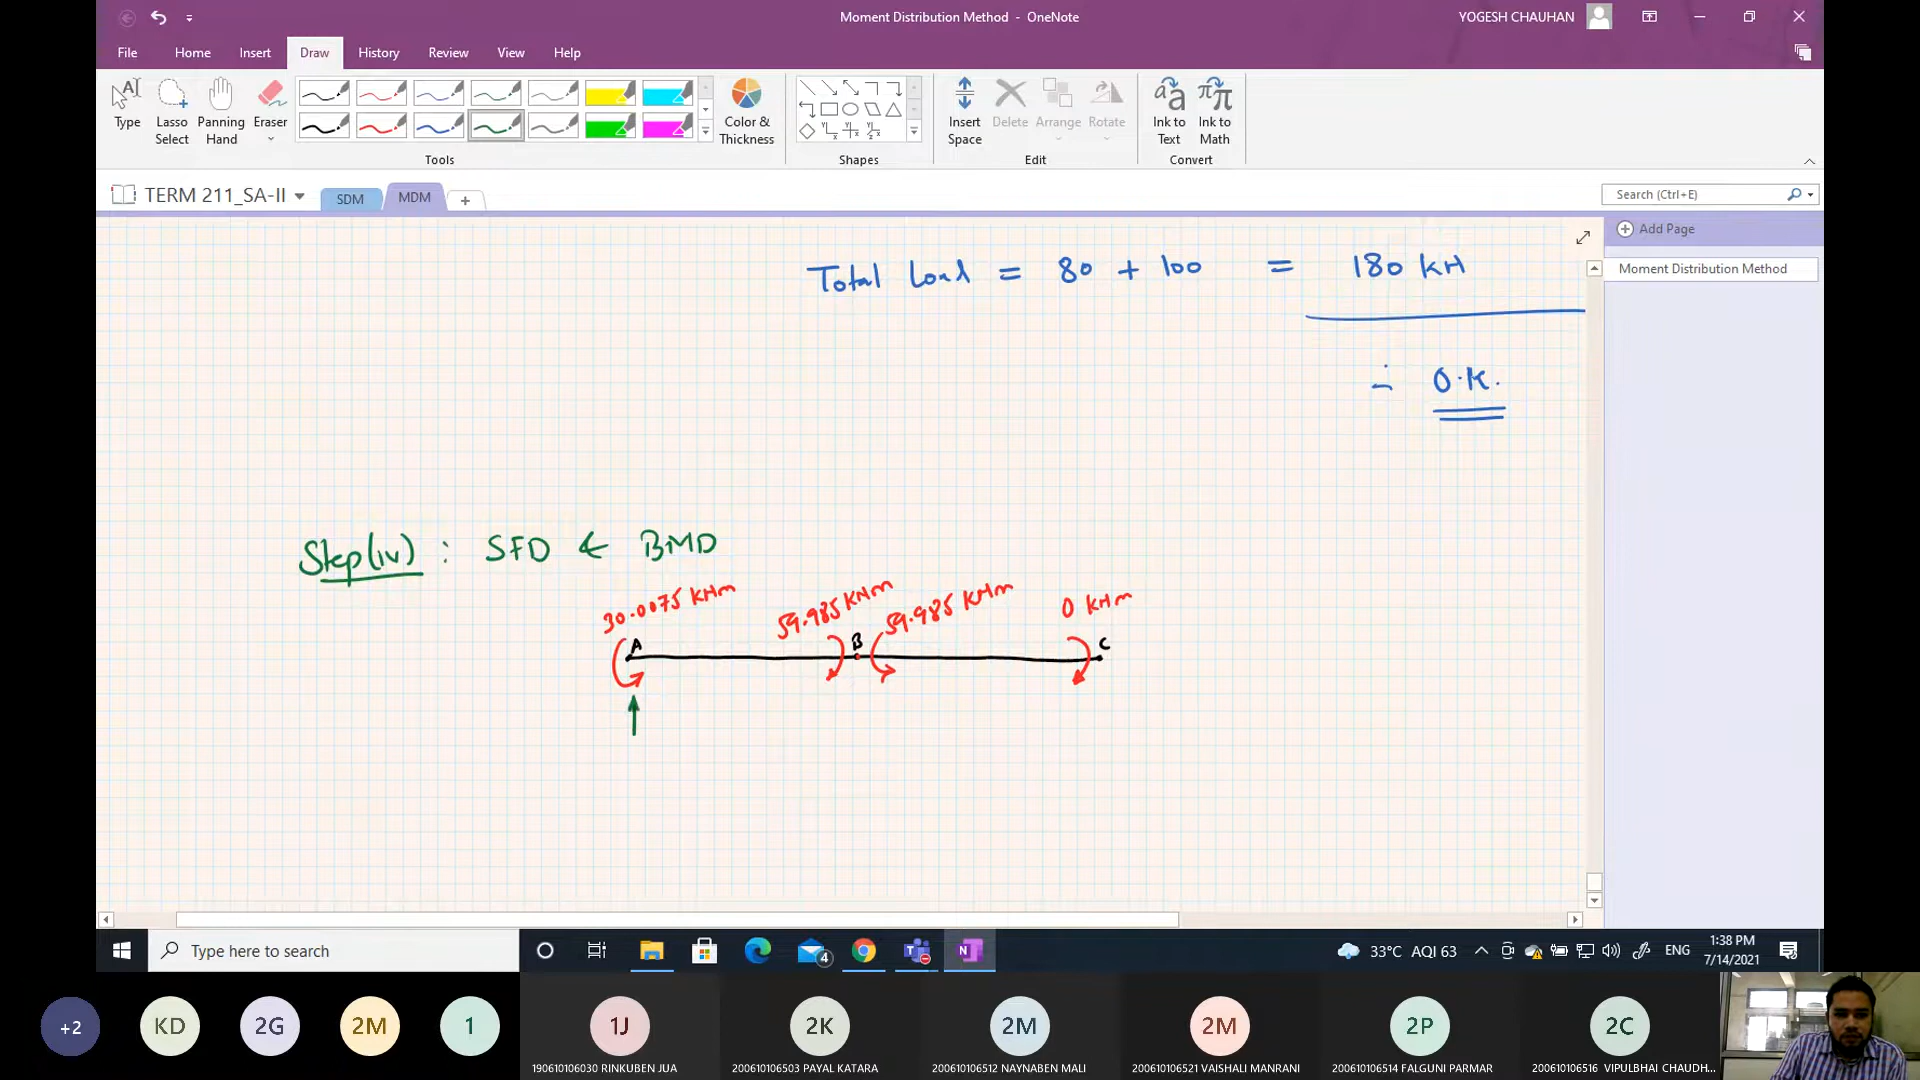 Moment Distribution Method - OneNote
YOGESH CHAUHAN
File Home Insert Draw History Review View Help
Type
Lasso Select
Panning Hand
Eraser
Color & Thickness
Insert Space
Delete
Arrange
Rotate
Ink to Text
Ink to Math
Tools
Shapes
Edit
Convert
TERM 211_SA-II
SDM
MDM
Search (Ctrl+E)
Add Page
Moment Distribution Method
Total Load = 80 + 100 = 180 KN
∴ O.K.
Step(iv) : SFD & BMD
30.0075 KNm 59.985 KNm 59.985 KNm 0 KNm
A B C
Type here to search
4
33°C AQI 63
ENG
1:38 PM
7/14/2021
+2 KD 2G 2M 1 1J 2K 2M 2M 2P 2C
190610106030 RINKUBEN JUA
200610106503 PAYAL KATARA
200610106512 NAYNABEN MALI
200610106521 VAISHALI MANRANI
200610106514 FALGUNI PARMAR
200610106516 VIPULBHAI CHAUDH...